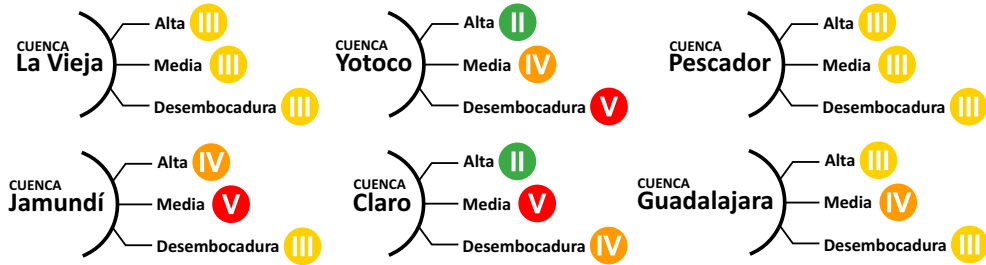 CUENCA
La Vieja
Alta III
Media III
Desembocadura III
CUENCA
Yotoco
Alta II
Media IV
Desembocadura V
CUENCA
Pescador
Alta III
Media III
Desembocadura III
CUENCA
Jamundí
Alta IV
Media V
Desembocadura III
CUENCA
Claro
Alta II
Media V
Desembocadura IV
CUENCA
Guadalajara
Alta III
Media IV
Desembocadura III